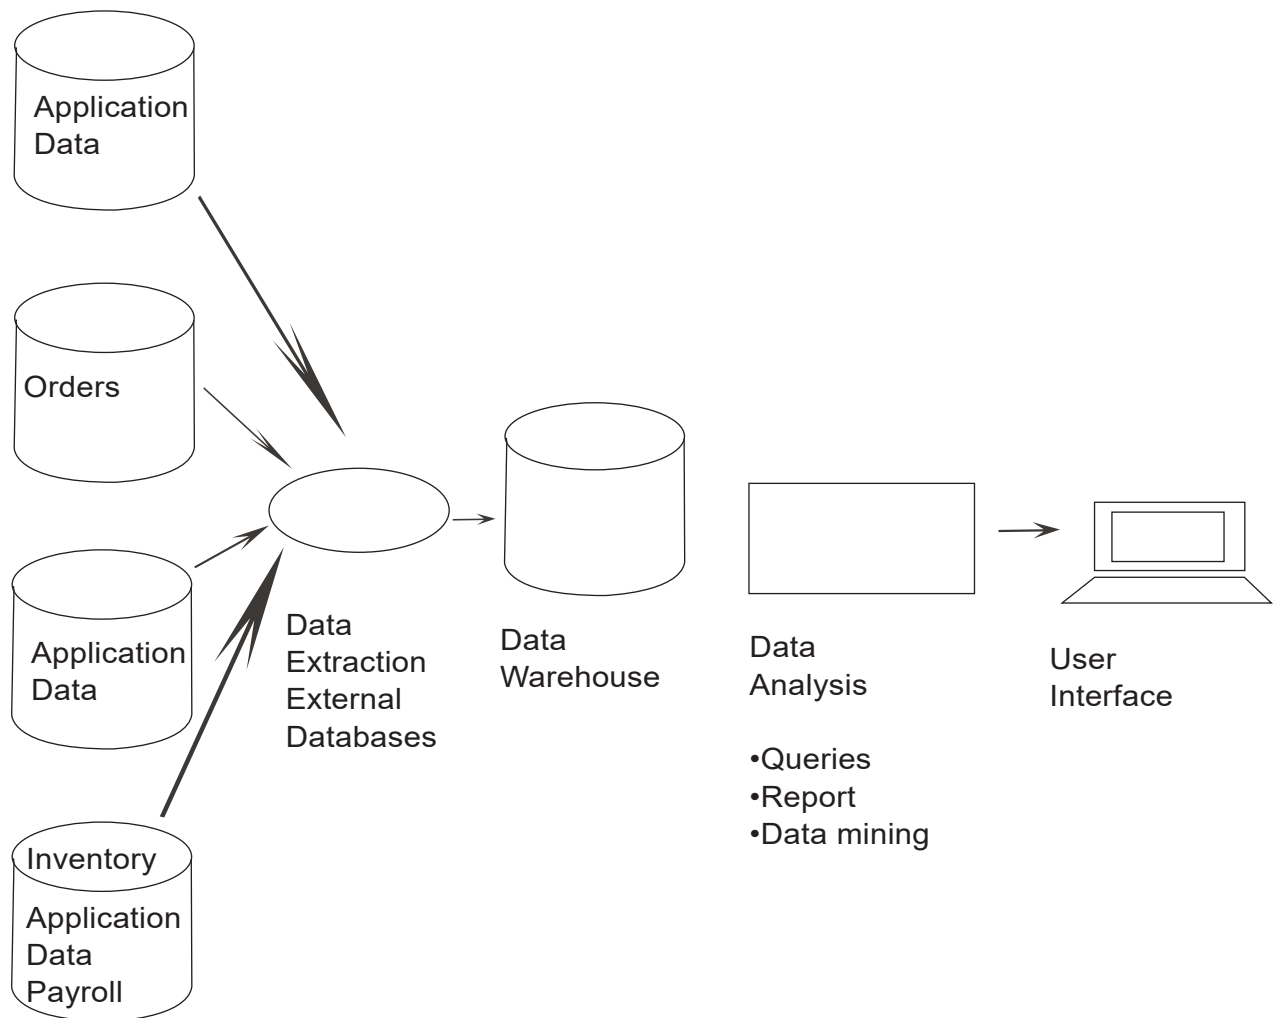 Application
Data
Orders
Application
Data
Inventory
Application
Data
Payroll
Data
Extraction
External
Databases
Data
Warehouse
Data
Analysis
•Queries
•Report
•Data mining
User
Interface